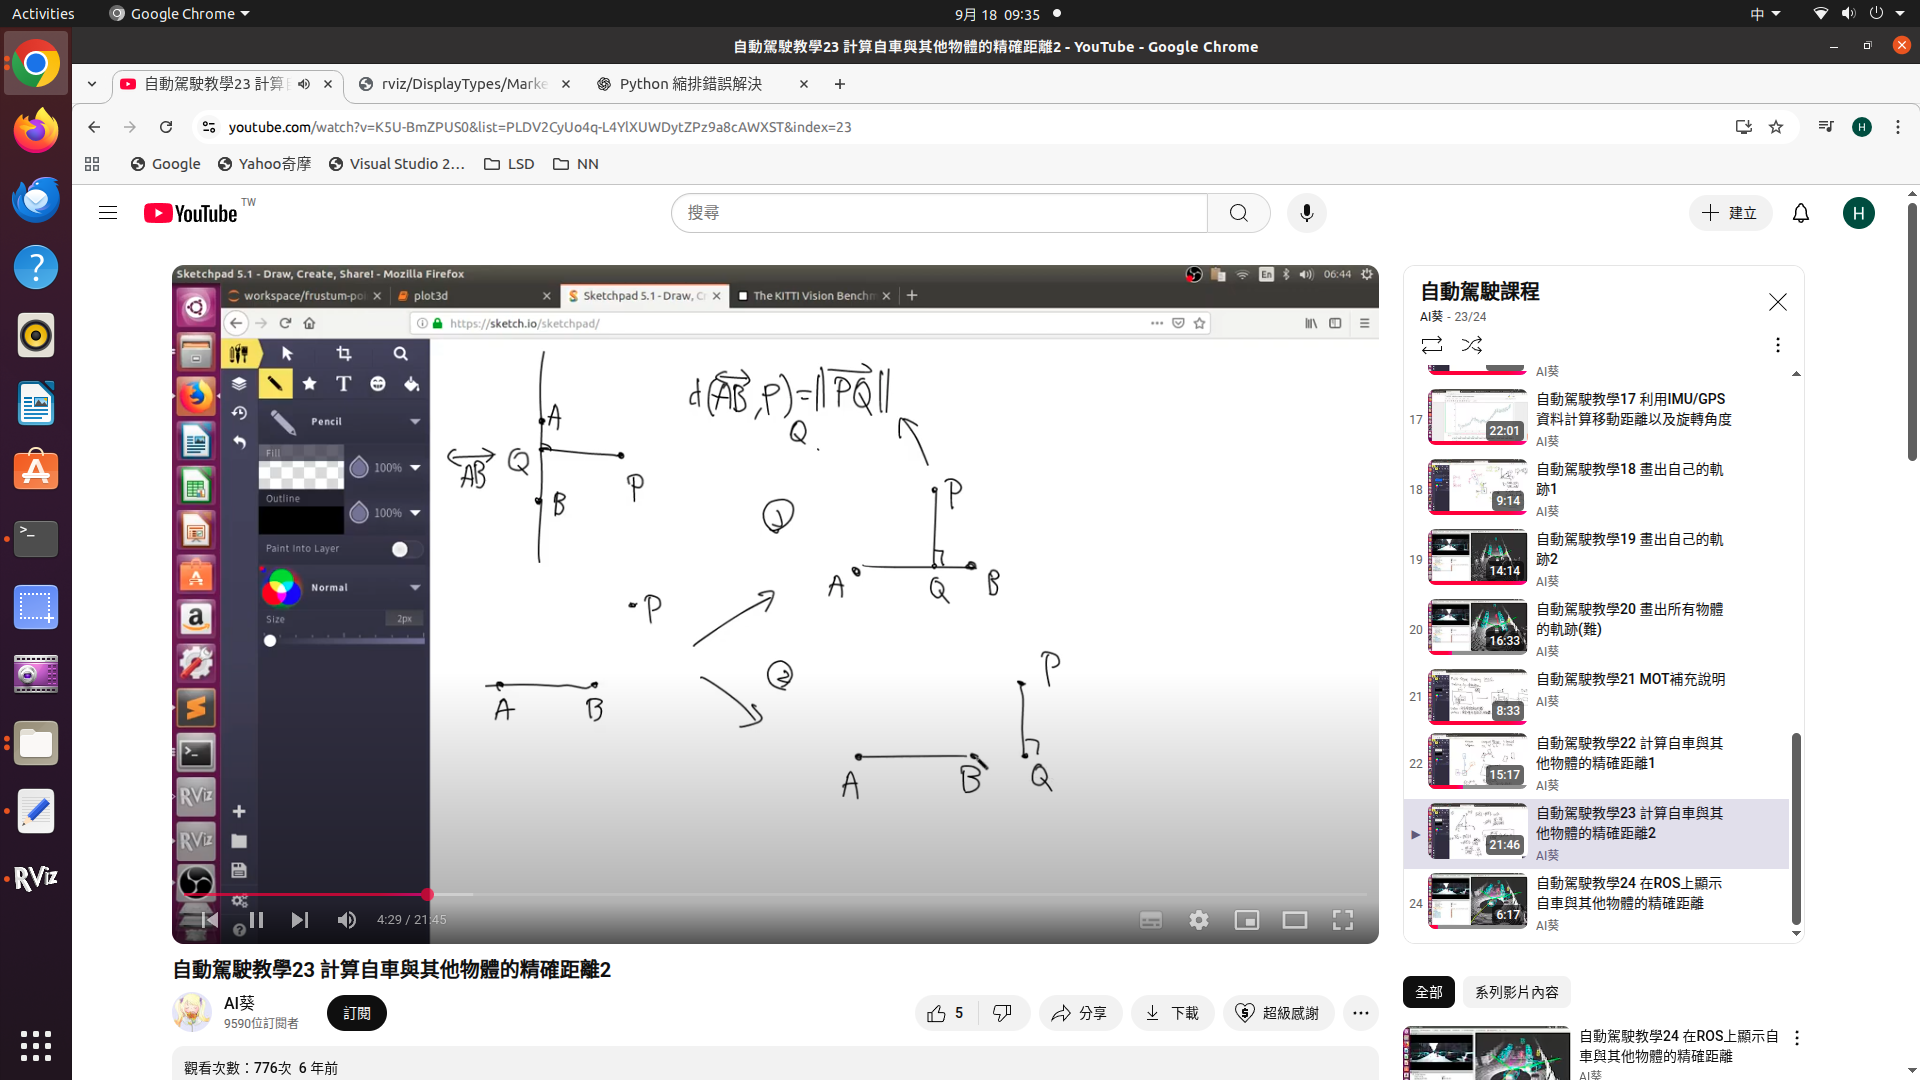 Activities
Google Chrome
9月 18 09:35
中
自動駕駛教學23 計算自車與其他物體的精確距離2 - YouTube - Google Chrome
自動駕駛教學23 計算自
rviz/DisplayTypes/Marke
Python 縮排錯誤解決
youtube.com/watch?v=K5U-BmZPUS0&list=PLDV2CyUo4q-L4YlXUWDytZPz9a8cAWXST&index=23
H
Google
Yahoo奇摩
Visual Studio 2…
LSD
NN
YouTube TW
搜尋
建立
H
Sketchpad 5.1 - Draw, Create, Share! - Mozilla Firefox
En
06:44
workspace/frustum-poi
plot3d
Sketchpad 5.1 - Draw, Cr
The KITTI Vision Benchm
https://sketch.io/sketchpad/
Pencil
Fill
100%
Outline
100%
Paint Into Layer
Normal
Size
2px
A
AB
Q
P
B
d(AB,P)=||PQ||
Q
1
P
A
Q
B
P
A
B
2
P
A
B
Q
RViz
RViz
RViz
4:29 / 21:45
自動駕駛教學23 計算自車與其他物體的精確距離2
AI葵
9590位訂閱者
訂閱
5
分享
下載
超級感謝
觀看次數：776次 6 年前
自動駕駛課程
AI葵 - 23/24
AI葵
17
22:01
自動駕駛教學17 利用IMU/GPS
資料計算移動距離以及旋轉角度
AI葵
18
9:14
自動駕駛教學18 畫出自己的軌
跡1
AI葵
19
14:14
自動駕駛教學19 畫出自己的軌
跡2
AI葵
20
16:33
自動駕駛教學20 畫出所有物體
的軌跡(難)
AI葵
21
8:33
自動駕駛教學21 MOT補充說明
AI葵
22
15:17
自動駕駛教學22 計算自車與其
他物體的精確距離1
AI葵
21:46
自動駕駛教學23 計算自車與其
他物體的精確距離2
AI葵
24
6:17
自動駕駛教學24 在ROS上顯示
自車與其他物體的精確距離
AI葵
全部
系列影片內容
自動駕駛教學24 在ROS上顯示自
車與其他物體的精確距離
AI葵